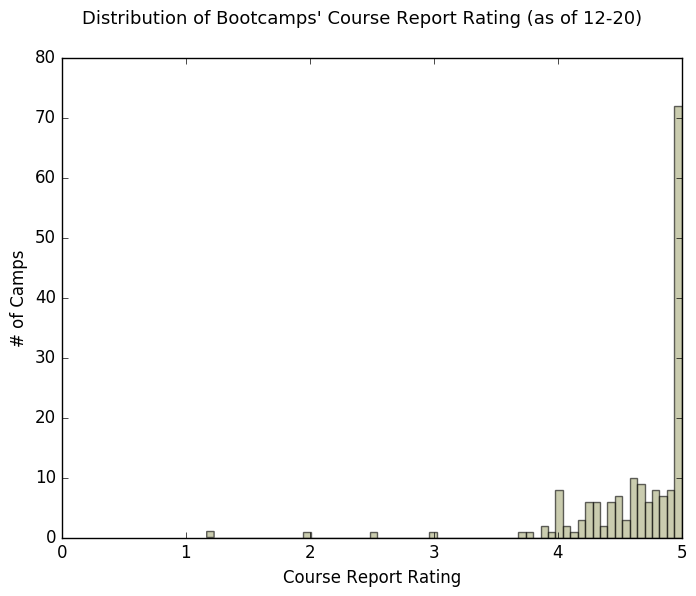 Distribution of Bootcamps' Course Report Rating (as of 12-20)
80
70
60
50
40
30
20
10
0
# of Camps
0 1 2 3 4 5
Course Report Rating